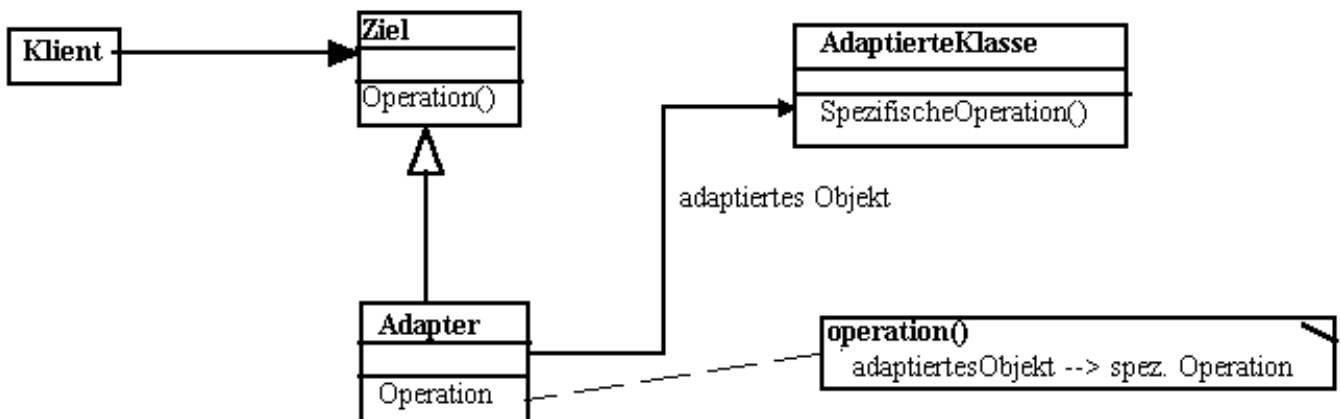 Klient
Ziel
Operation()
AdaptierteKlasse
SpezifischeOperation()
adaptiertes Objekt
Adapter
Operation
operation()
adaptiertesObjekt --> spez. Operation